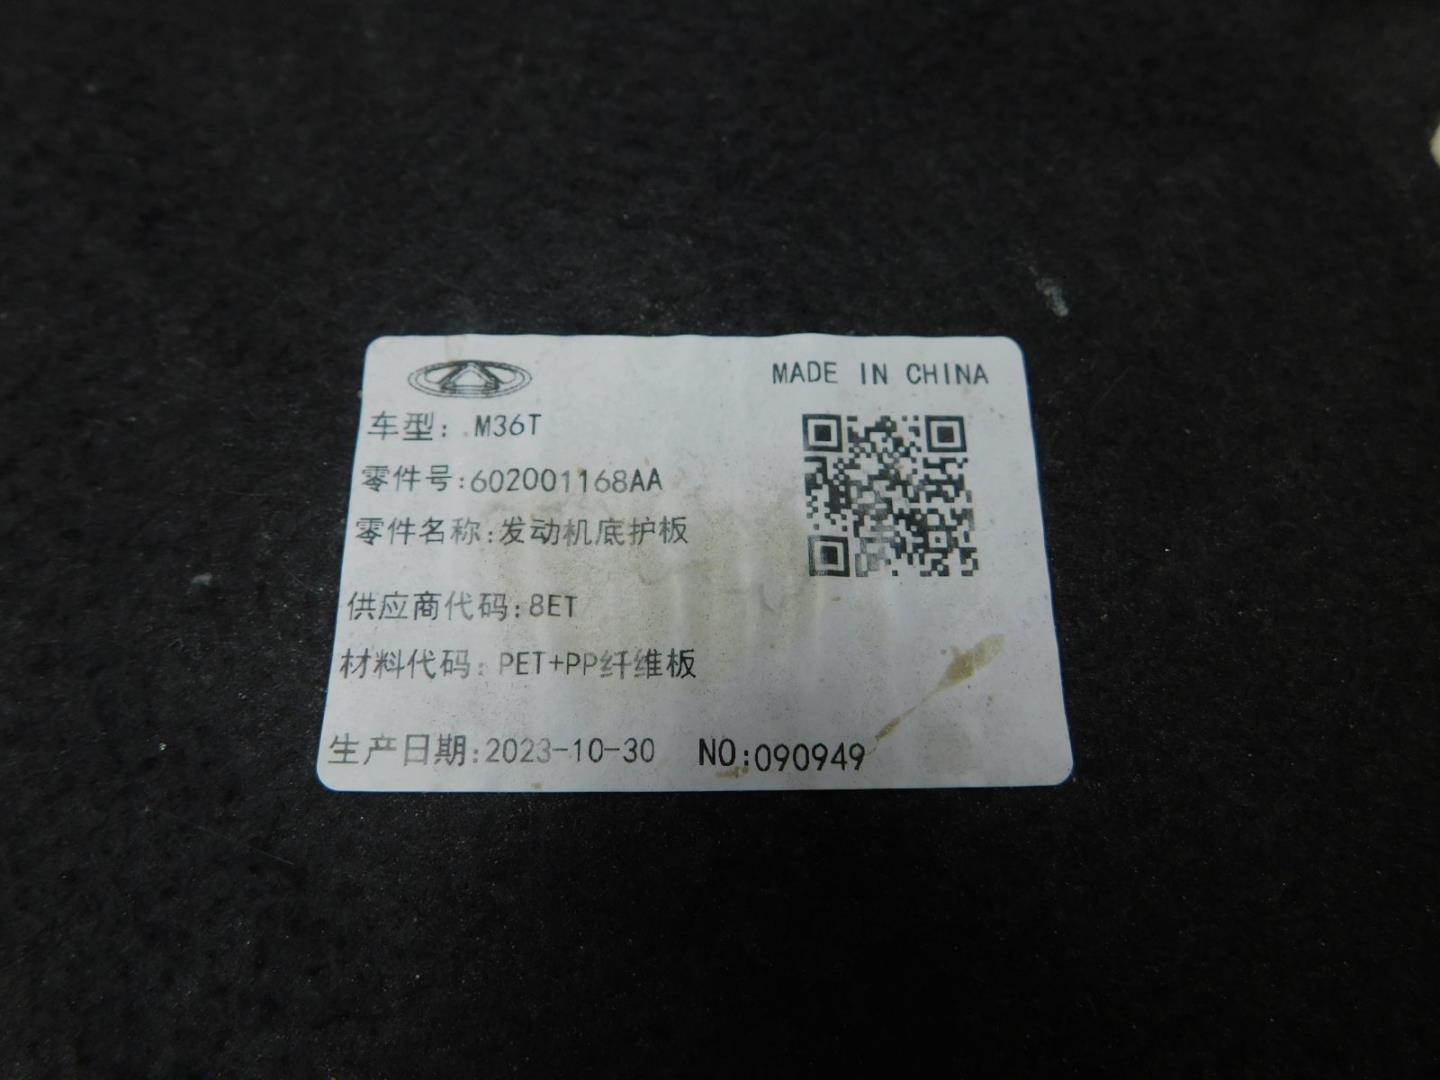 MADE IN CHINA
车型: M36T
零件号:602001168AA
零件名称:发动机底护板
供应商代码:8ET
材料代码: PET+PP纤维板
生产日期:2023-10-30 NO:090949